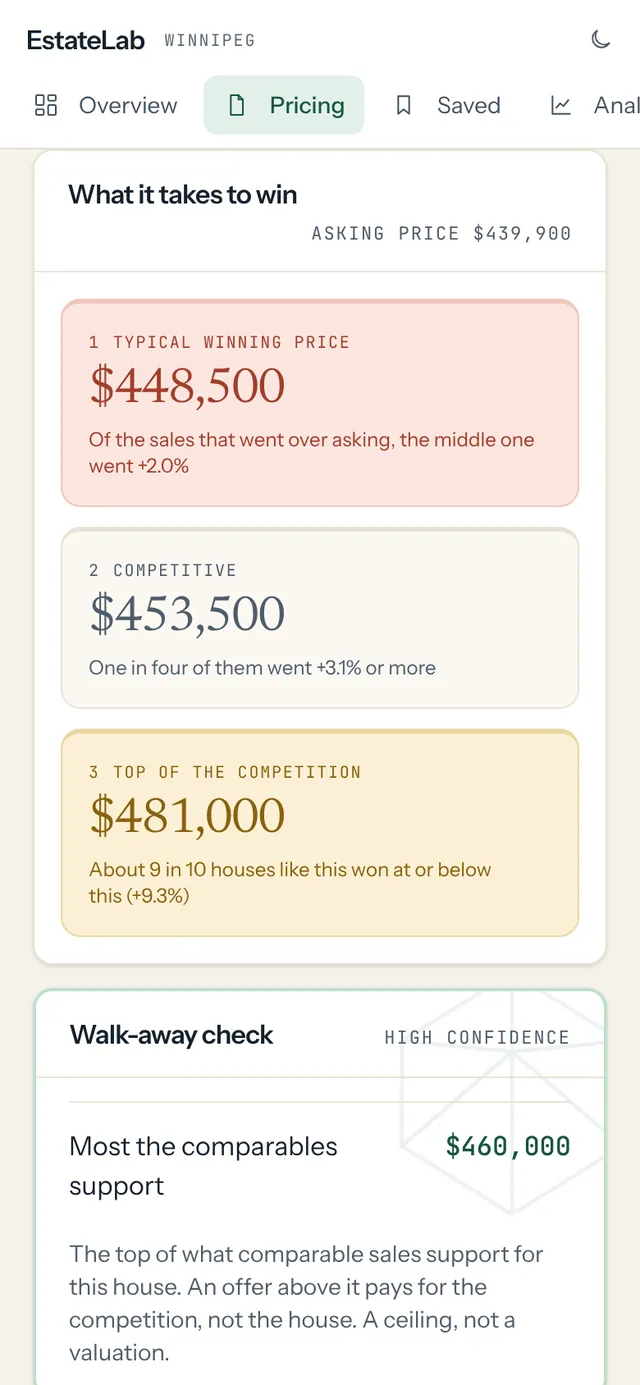 EstateLab WINNIPEG
Overview Pricing Saved Anal
What it takes to win
ASKING PRICE $439,900
1 TYPICAL WINNING PRICE
$448,500
Of the sales that went over asking, the middle one
went +2.0%
2 COMPETITIVE
$453,500
One in four of them went +3.1% or more
3 TOP OF THE COMPETITION
$481,000
About 9 in 10 houses like this won at or below
this (+9.3%)
Walk-away check HIGH CONFIDENCE
Most the comparables $460,000
support
The top of what comparable sales support for
this house. An offer above it pays for the
competition, not the house. A ceiling, not a
valuation.